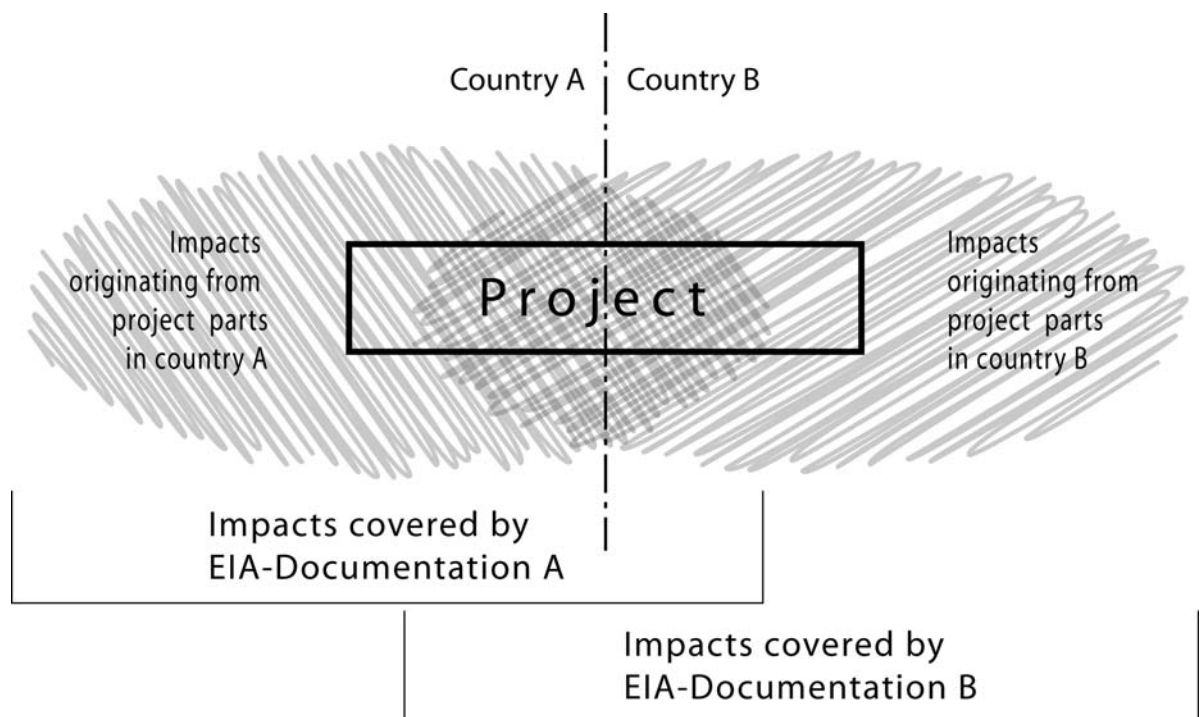 Country A
Country B
Impacts
originating from
project parts
in country A
Project
Impacts
originating from
project parts
in country B
Impacts covered by
EIA-Documentation A
Impacts covered by
EIA-Documentation B